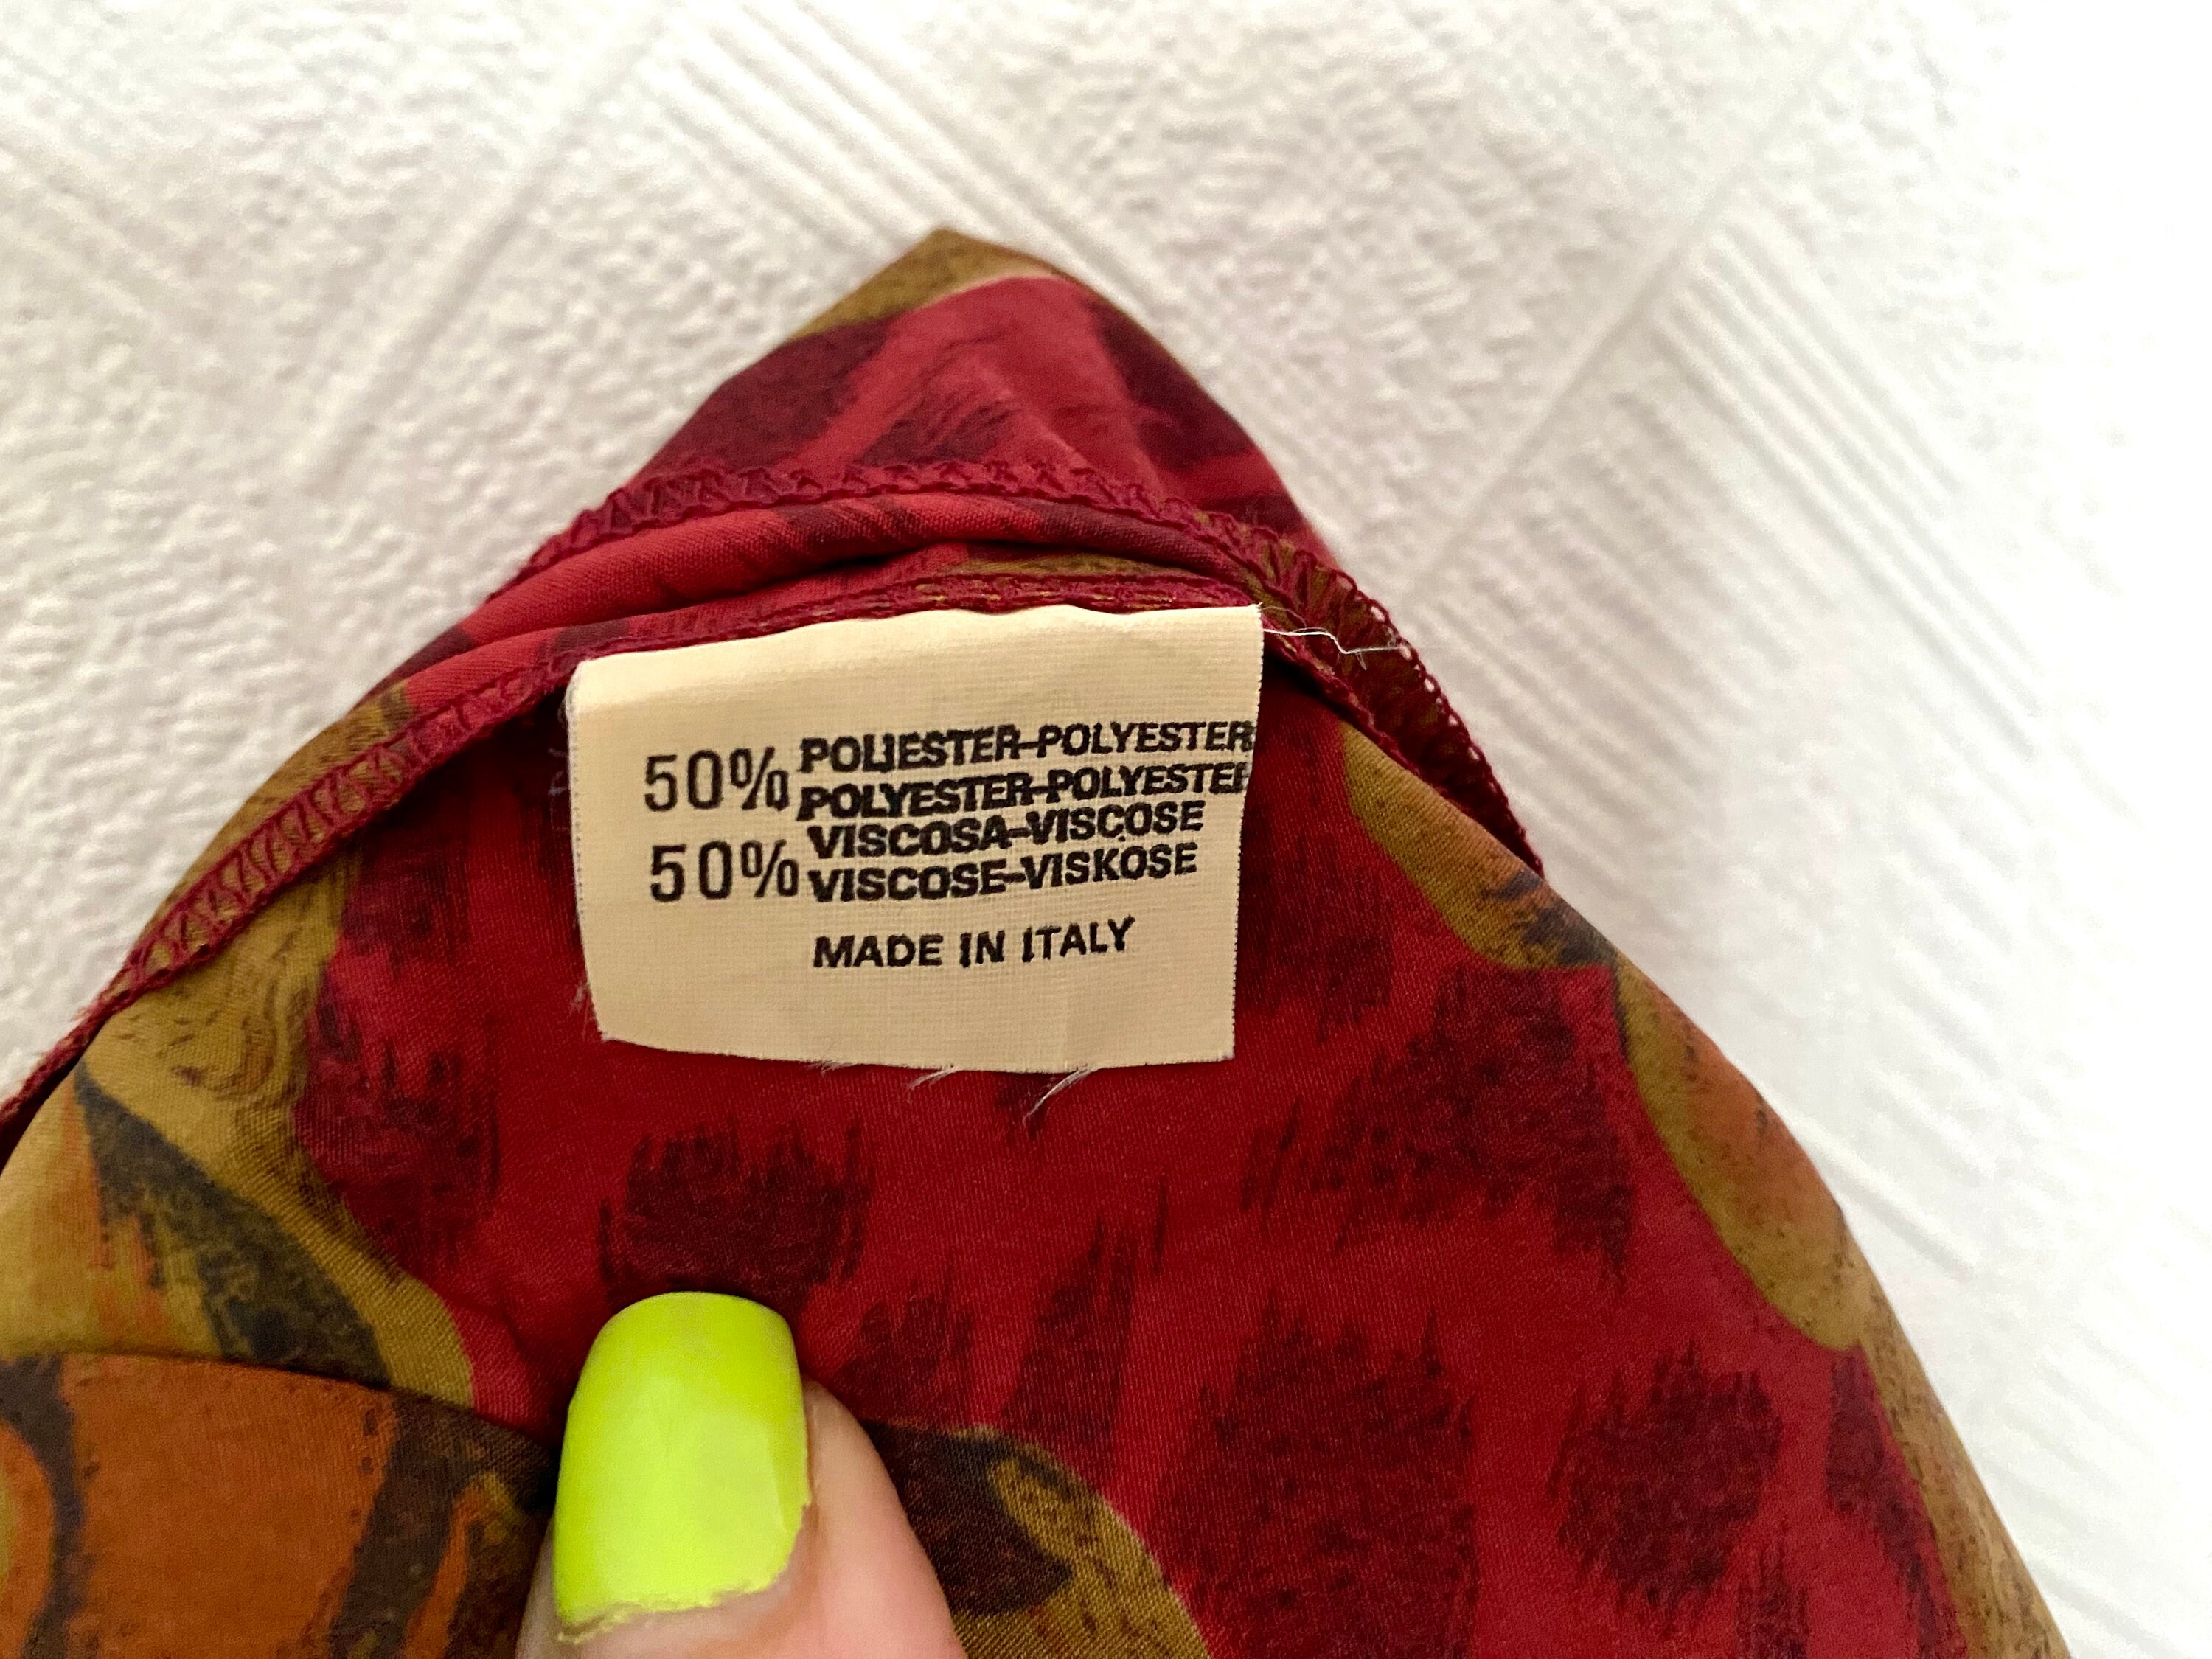 50% POLIESTER-POLYESTER
POLYESTER-POLYESTER
50% VISCOSA-VISCOSE
VISCOSE-VISKOSE
MADE IN ITALY